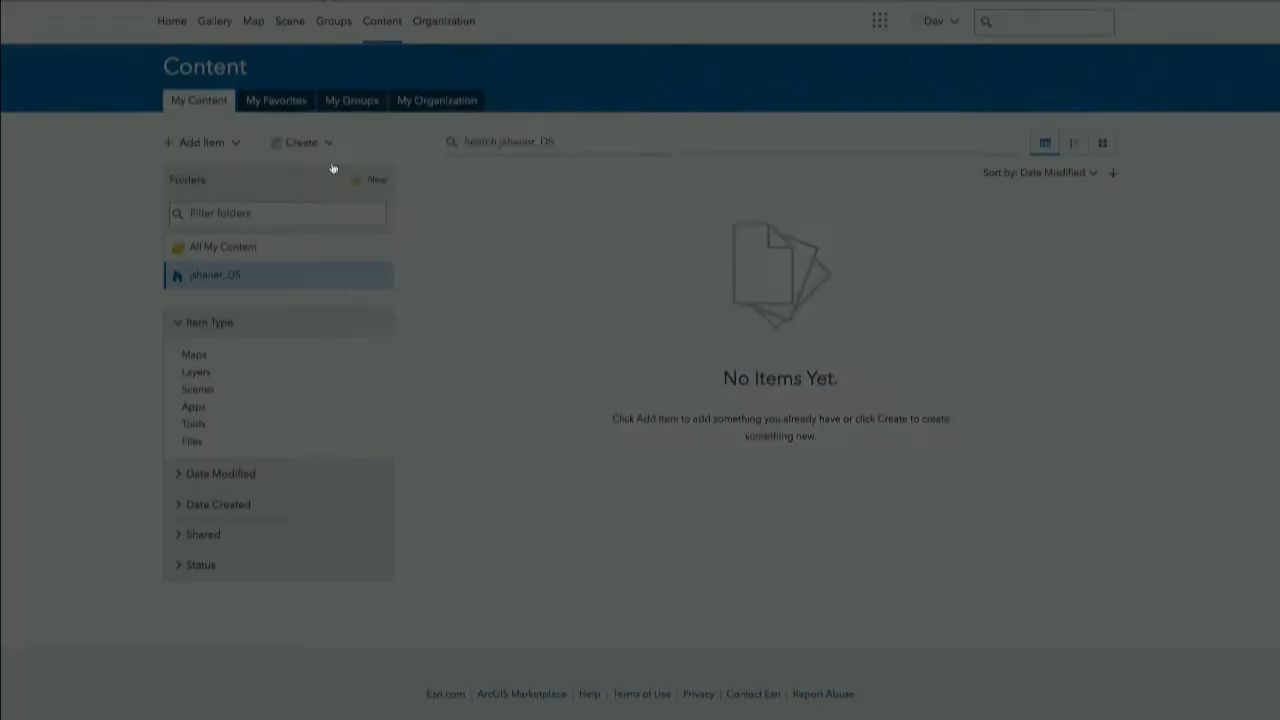 Home Gallery Map Scene Groups Content Organization Dev
Content
My Content My Favorites My Groups My Organization
Add Item Create Search jshaner_DS
Folders New Sort by: Date Modified
Filter folders
All My Content
jshaner_DS
Item Type
Maps
Layers
Scenes
Apps
Tools
Files
No Items Yet.
Click Add Item to add something you already have or click Create to create
something new.
Date Modified
Date Created
Shared
Status
Esri.com | ArcGIS Marketplace | Help | Terms of Use | Privacy | Contact Esri | Report Abuse